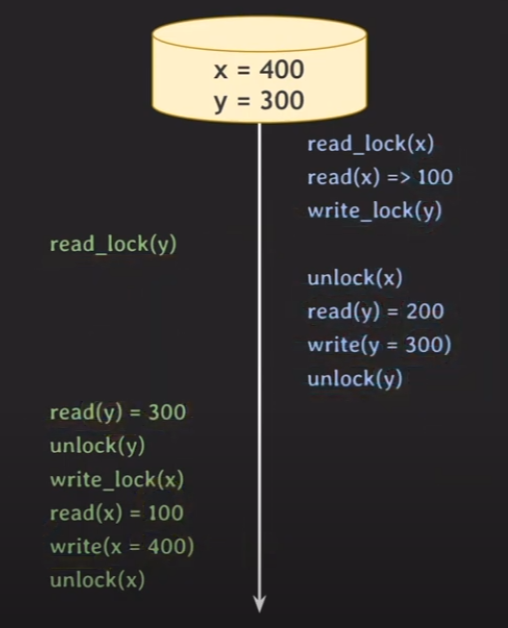 x = 400
y = 300
read_lock(x)
read(x) => 100
write_lock(y)
read_lock(y)
unlock(x)
read(y) = 200
write(y = 300)
unlock(y)
read(y) = 300
unlock(y)
write_lock(x)
read(x) = 100
write(x = 400)
unlock(x)